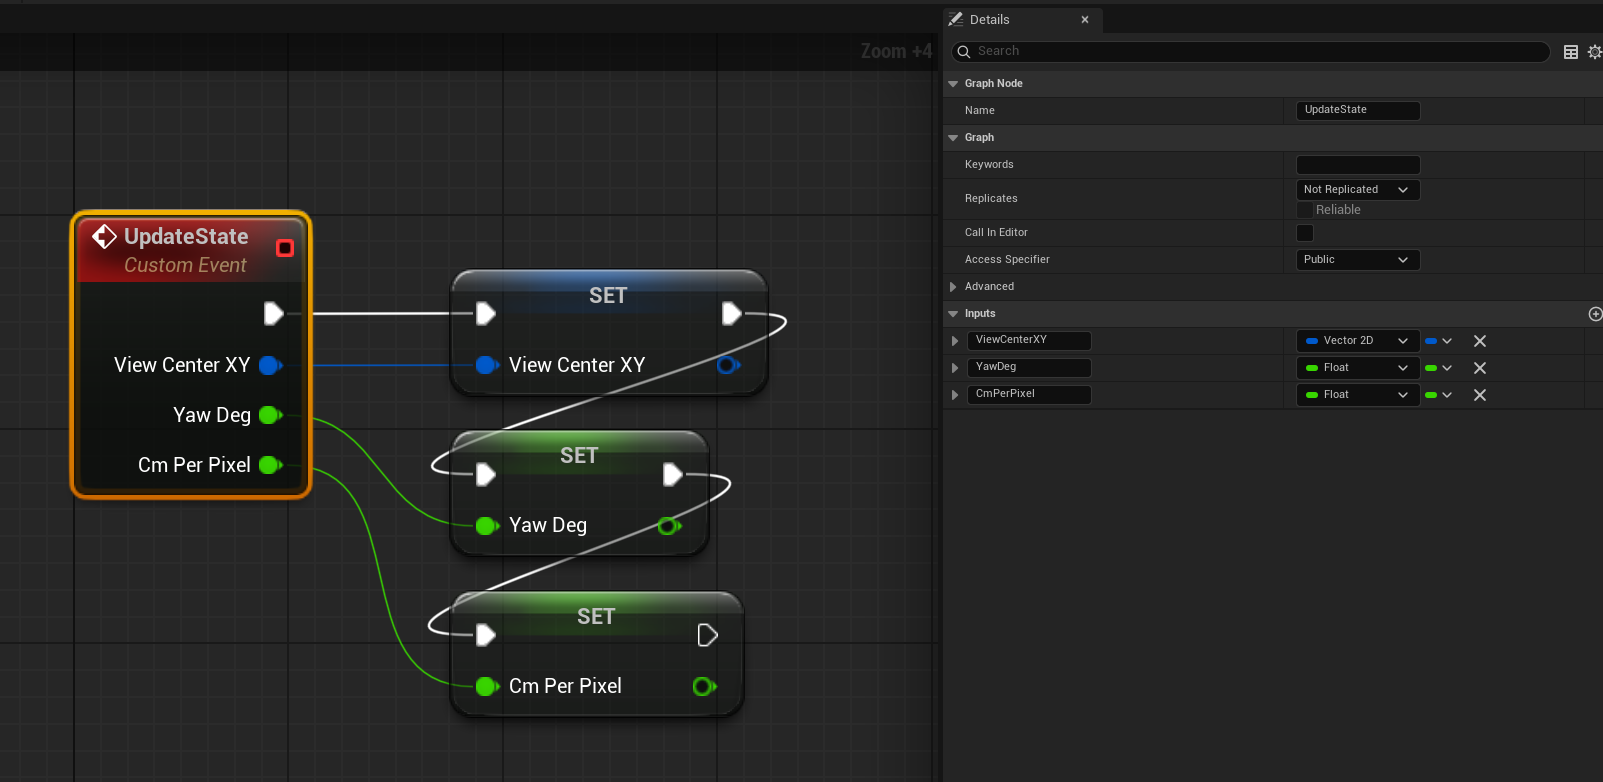 Zoom +4
UpdateState
Custom Event
View Center XY
Yaw Deg
Cm Per Pixel
SET
View Center XY
SET
Yaw Deg
SET
Cm Per Pixel
Details
Search
Graph Node
Name UpdateState
Graph
Keywords
Replicates Not Replicated
Reliable
Call In Editor
Access Specifier Public
Advanced
Inputs
ViewCenterXY Vector 2D
YawDeg Float
CmPerPixel Float